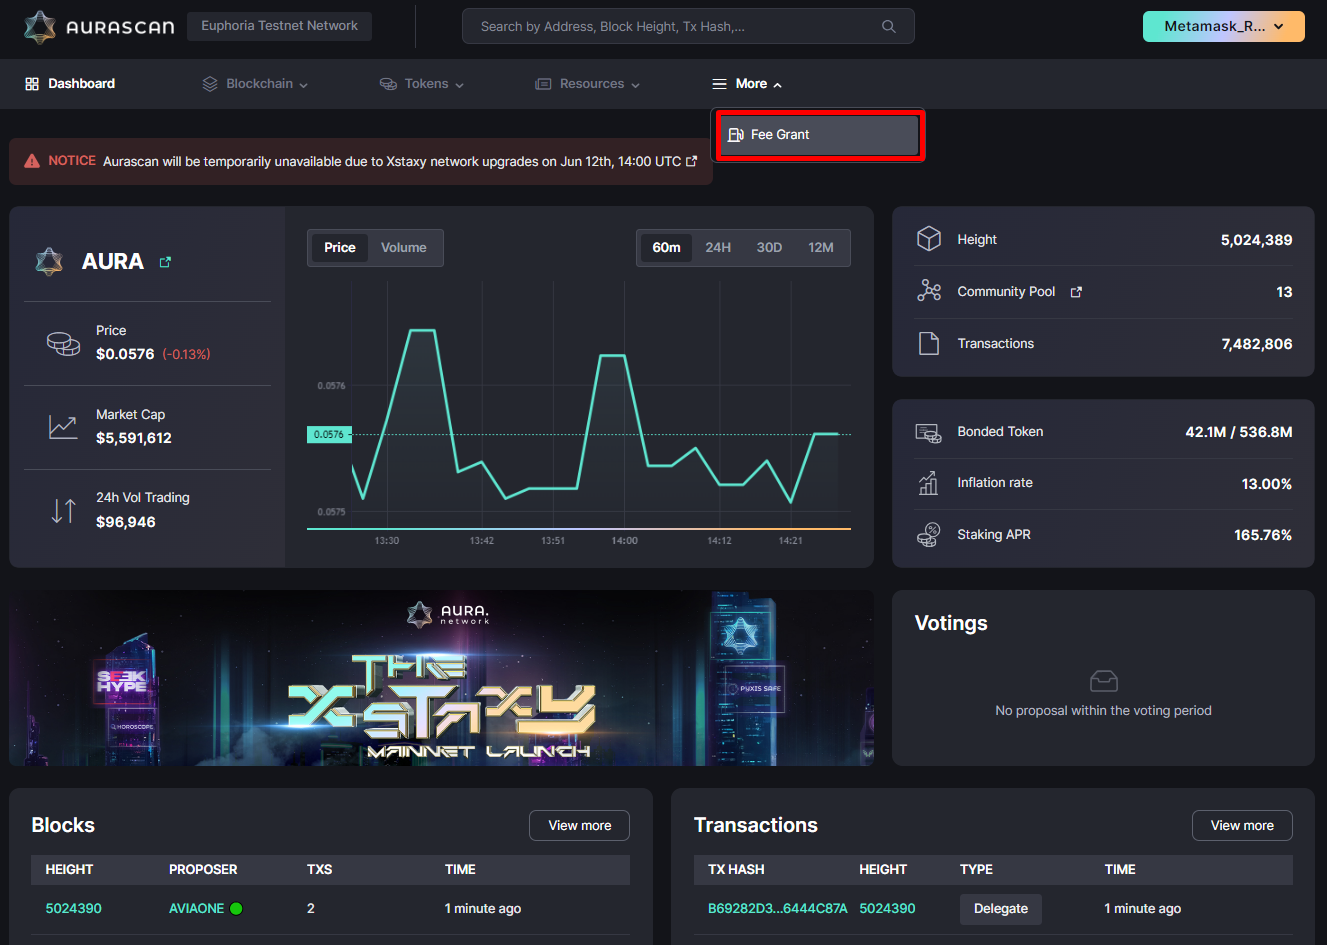 AURASCAN
Euphoria Testnet Network
Search by Address, Block Height, Tx Hash,...
Metamask_R...
Dashboard
Blockchain
Tokens
Resources
More
Fee Grant
NOTICE Aurascan will be temporarily unavailable due to Xstaxy network upgrades on Jun 12th, 14:00 UTC
AURA
Price
$0.0576 (-0.13%)
Market Cap
$5,591,612
24h Vol Trading
$96,946
Price Volume
60m 24H 30D 12M
0.0576
0.0576
0.0575
13:30 13:42 13:51 14:00 14:12 14:21
Height 5,024,389
Community Pool 13
Transactions 7,482,806
Bonded Token 42.1M / 536.8M
Inflation rate 13.00%
Staking APR 165.76%
AURA.
network
THE
XSTAXY
MAINNET LAUNCH
SEEK
HYPE
HOROSCOPE
PYXIS SAFE
Votings
No proposal within the voting period
Blocks
View more
HEIGHT PROPOSER TXS TIME
5024390 AVIAONE 2 1 minute ago
Transactions
View more
TX HASH HEIGHT TYPE TIME
B69282D3...6444C87A 5024390 Delegate 1 minute ago